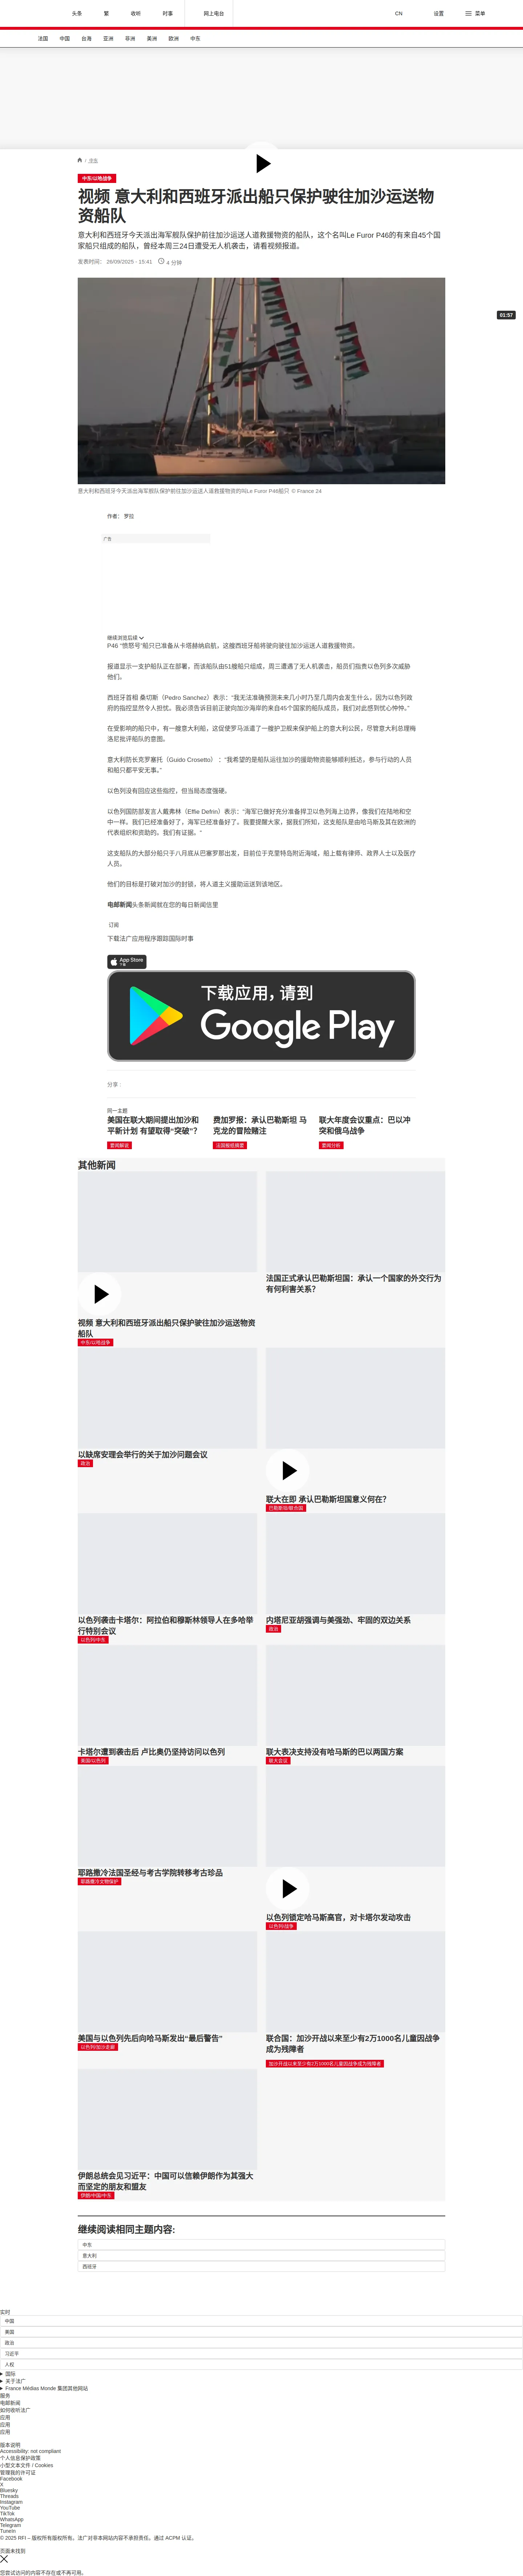 头条
繁
收听
时事
网上电台
CN
设置
菜单
法国
中国
台海
亚洲
非洲
美洲
欧洲
中东
/ 中东
中东/以哈战争
视频 意大利和西班牙派出船只保护驶往加沙运送物
资船队
意大利和西班牙今天派出海军舰队保护前往加沙运送人道救援物资的船队，这个名叫Le Furor P46的有来自45个国
家船只组成的船队，曾经本周三24日遭受无人机袭击，请看视频报道。
发表时间： 26/09/2025 - 15:41
4 分钟
01:57
意大利和西班牙今天派出海军舰队保护前往加沙运送人道救援物资的叫Le Furor P46船只 © France 24
作者： 罗拉
广告
继续浏览后续
P46 “愤怒号”船只已准备从卡塔赫纳启航，这艘西班牙船将驶向驶往加沙运送人道救援物资。
报道显示一支护航队正在部署，而该船队由51艘船只组成，周三遭遇了无人机袭击，船员们指责以色列多次威胁
他们。
西班牙首相 桑切斯（Pedro Sanchez）表示：“我无法准确预测未来几小时乃至几周内会发生什么，因为以色列政
府的指控显然令人担忧。我必须告诉目前正驶向加沙海岸的来自45个国家的船队成员，我们对此感到忧心忡忡。”
在受影响的船只中，有一艘意大利船，这促使罗马派遣了一艘护卫舰来保护船上的意大利公民，尽管意大利总理梅
洛尼批评船队的意图。
意大利防长克罗塞托（Guido Crosetto） ：“我希望的是船队运往加沙的援助物资能够顺利抵达，参与行动的人员
和船只都平安无事。”
以色列没有回应这些指控，但当局态度强硬。
以色列国防部发言人戴弗林（Effie Defrin）表示：“海军已做好充分准备捍卫以色列海上边界，像我们在陆地和空
中一样。我们已经准备好了，海军已经准备好了。我要提醒大家，据我们所知，这支船队是由哈马斯及其在欧洲的
代表组织和资助的。我们有证据。”
这支船队的大部分船只于八月底从巴塞罗那出发，目前位于克里特岛附近海域，船上载有律师、政界人士以及医疗
人员。
他们的目标是打破对加沙的封锁，将人道主义援助运送到该地区。
电邮新闻头条新闻就在您的每日新闻信里
订阅
下载法广应用程序跟踪国际时事
App Store
下载应用，请到
Google Play
分享 :
同一主题
美国在联大期间提出加沙和
平新计划 有望取得“突破”？
要闻解说
费加罗报：承认巴勒斯坦 马
克龙的冒险赌注
法国报纸摘要
联大年度会议重点：巴以冲
突和俄乌战争
要闻分析
其他新闻
法国正式承认巴勒斯坦国：承认一个国家的外交行为
有何利害关系？
视频 意大利和西班牙派出船只保护驶往加沙运送物资
船队
中东/以哈战争
以缺席安理会举行的关于加沙问题会议
政治
联大在即 承认巴勒斯坦国意义何在？
巴勒斯坦/联合国
以色列袭击卡塔尔：阿拉伯和穆斯林领导人在多哈举
行特别会议
以色列/中东
内塔尼亚胡强调与美强劲、牢固的双边关系
政治
卡塔尔遭到袭击后 卢比奥仍坚持访问以色列
美国/以色列
联大表决支持没有哈马斯的巴以两国方案
联大会议
耶路撒冷法国圣经与考古学院转移考古珍品
耶路撒冷文物保护
以色列锁定哈马斯高官，对卡塔尔发动攻击
以色列/战争
美国与以色列先后向哈马斯发出“最后警告”
以色列/加沙走廊
联合国：加沙开战以来至少有2万1000名儿童因战争
成为残障者
加沙开战以来至少有2万1000名儿童因战争成为残障者
伊朗总统会见习近平：中国可以信赖伊朗作为其强大
而坚定的朋友和盟友
伊朗/中国/中东
继续阅读相同主题内容:
中东
意大利
西班牙
实时
中国
美国
政治
习近平
人权
国际
关于法广
France Médias Monde 集团其他网站
服务
电邮新闻
如何收听法广
应用
应用
应用
版本说明
Accessibility: not compliant
个人信息保护政策
小型文本文件 / Cookies
管理我的许可证
Facebook
X
Bluesky
Threads
Instagram
YouTube
TikTok
WhatsApp
Telegram
TuneIn
© 2025 RFI – 版权所有版权所有。法广对非本网站内容不承担责任。通过 ACPM 认证。
页面未找到
您尝试访问的内容不存在或不再可用。